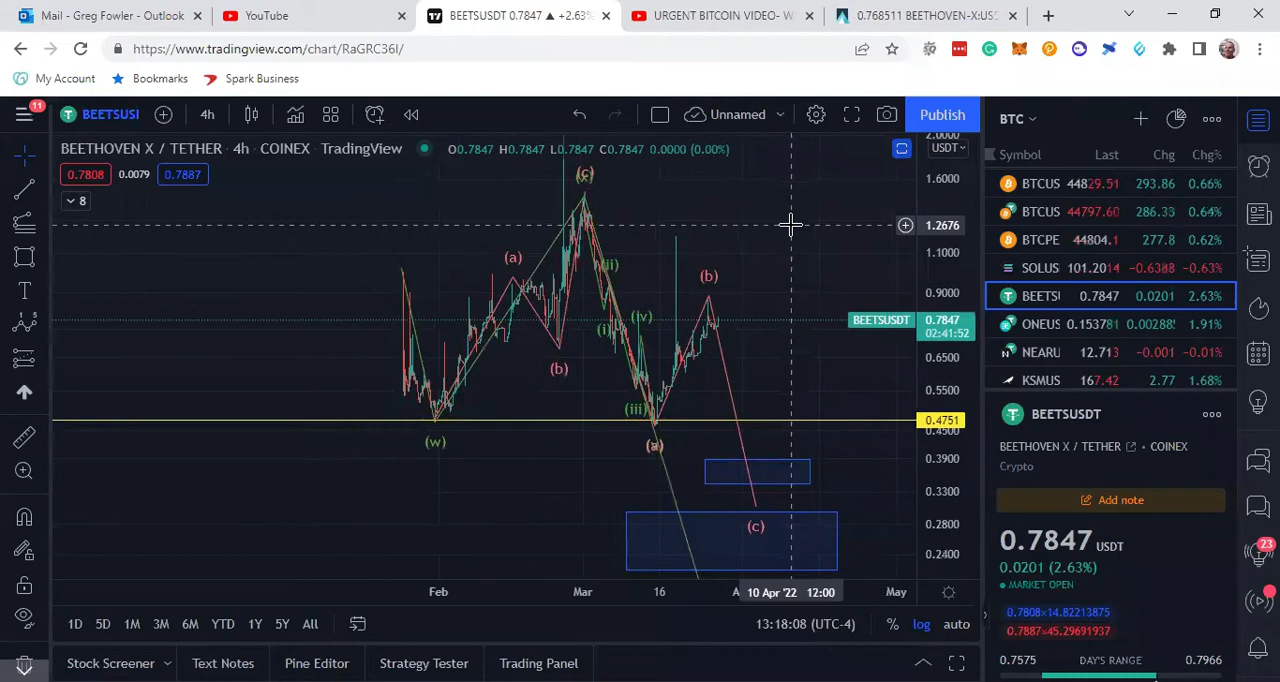 Mail - Greg Fowler - Outlook
YouTube
BEETSUSDT 0.7847 ▲ +2.63%
URGENT BITCOIN VIDEO- W
0.768511 BEETHOVEN-X:US
https://www.tradingview.com/chart/RaGRC36I/
My Account
Bookmarks
Spark Business
11
BEETSUSI
4h
Unnamed
Publish
BTC
BEETHOVEN X / TETHER · 4h · COINEX · TradingView
O0.7847 H0.7847 L0.7847 C0.7847 0.0000 (0.00%)
0.7808
0.0079
0.7887
8
2.0000
USDT
1.6000
1.2676
1.1000
0.9000
BEETSUSDT
0.7847
02:41:52
0.6500
0.5500
0.4751
0.4500
0.3900
0.3300
0.2800
0.2400
(c)
(a)
(ii)
(b)
(i)
(iv)
(b)
(iii)
(w)
(a)
(c)
Feb
Mar
16
10 Apr '22 12:00
May
1D
5D
1M
3M
6M
YTD
1Y
5Y
All
13:18:08 (UTC-4)
%
log
auto
Stock Screener
Text Notes
Pine Editor
Strategy Tester
Trading Panel
Symbol
Last
Chg
Chg%
BTCUS 44829.51 293.86 0.66%
BTCUS 44797.60 286.33 0.64%
BTCPE 44804.1 277.8 0.62%
SOLUS 101.2014 -0.6388 -0.63%
BEETS 0.7847 0.0201 2.63%
ONEUS 0.153781 0.00288 1.91%
NEARU 12.713 -0.001 -0.01%
KSMUS 167.42 2.77 1.68%
BEETSUSDT
BEETHOVEN X / TETHER · COINEX
Crypto
Add note
0.7847 USDT
0.0201 (2.63%)
MARKET OPEN
0.7808×14.82213875
0.7887×45.29691937
0.7575
DAY'S RANGE
0.7966
23